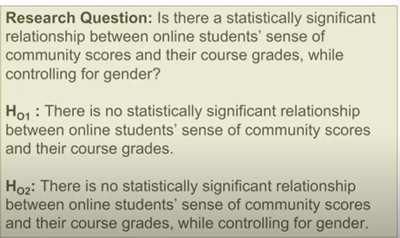 Research Question: Is there a statistically significant
relationship between online students' sense of
community scores and their course grades, while
controlling for gender?
HO1 : There is no statistically significant relationship
between online students' sense of community scores
and their course grades.
HO2: There is no statistically significant relationship
between online students' sense of community scores
and their course grades, while controlling for gender.